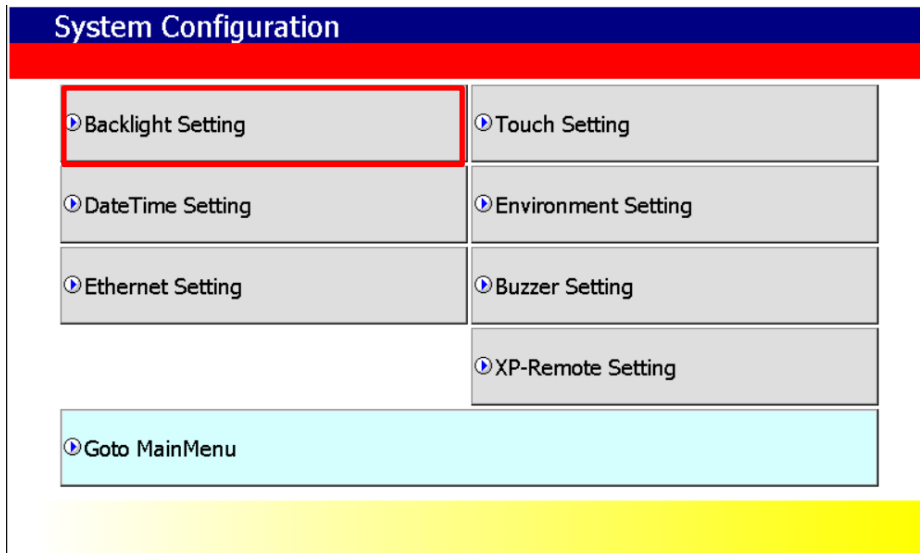 System Configuration
Backlight Setting
Touch Setting
DateTime Setting
Environment Setting
Ethernet Setting
Buzzer Setting
XP-Remote Setting
Goto MainMenu